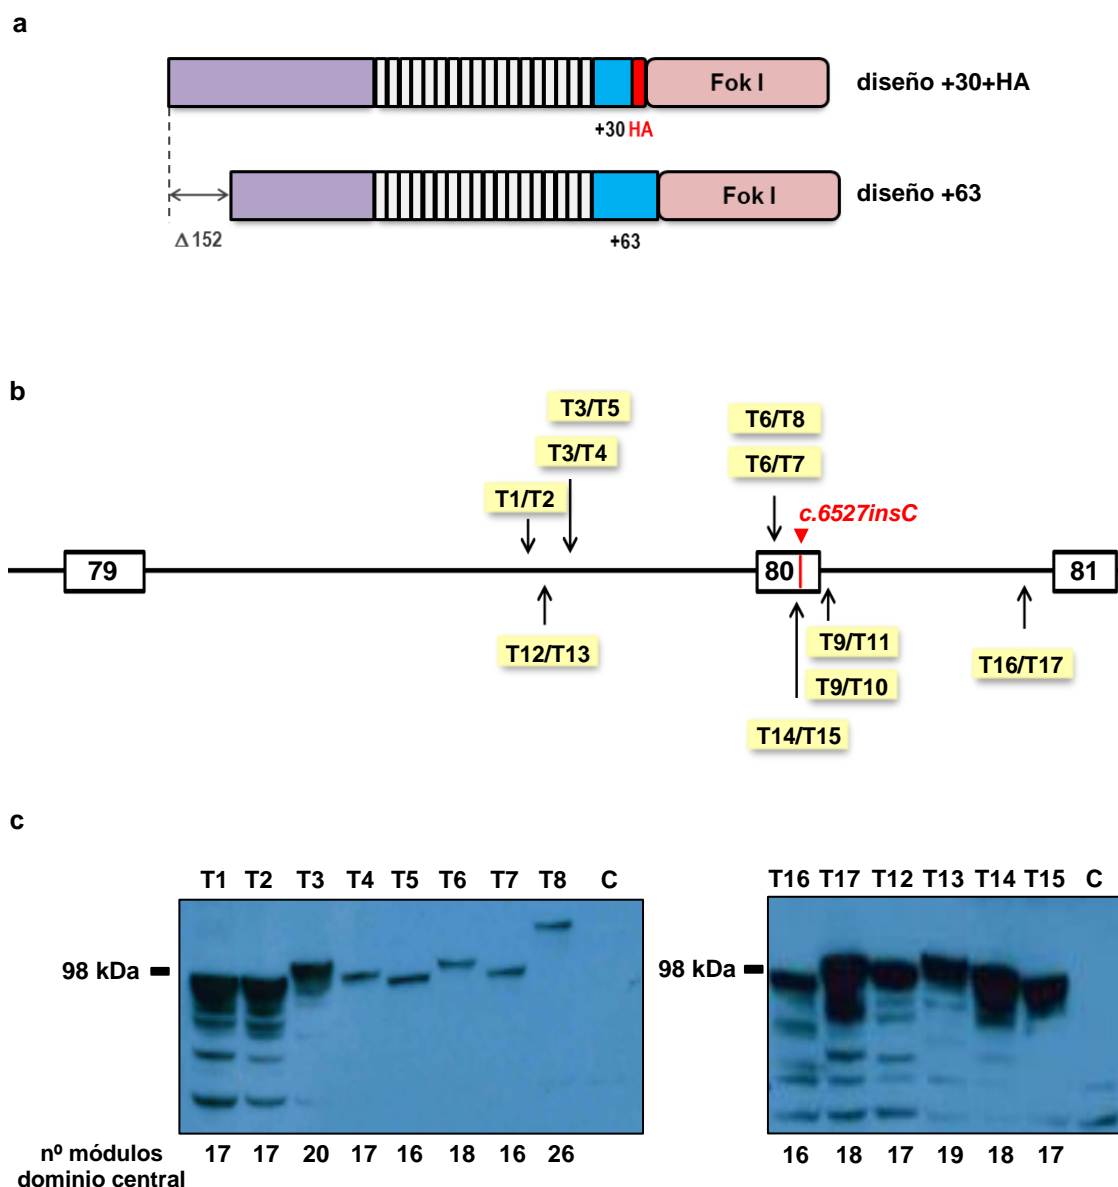 a
Fok I
diseño +30+HA
+30 HA
Fok I
diseño +63
Δ 152
+63
b
T3/T5
T6/T8
T3/T4
T6/T7
T1/T2
c.6527insC
79
80
81
T12/T13
T9/T11
T16/T17
T9/T10
T14/T15
c
T1 T2 T3 T4 T5 T6 T7 T8 C
98 kDa
nº módulos
dominio central
17 17 20 17 16 18 16 26
T16 T17 T12 T13 T14 T15 C
98 kDa
16 18 17 19 18 17